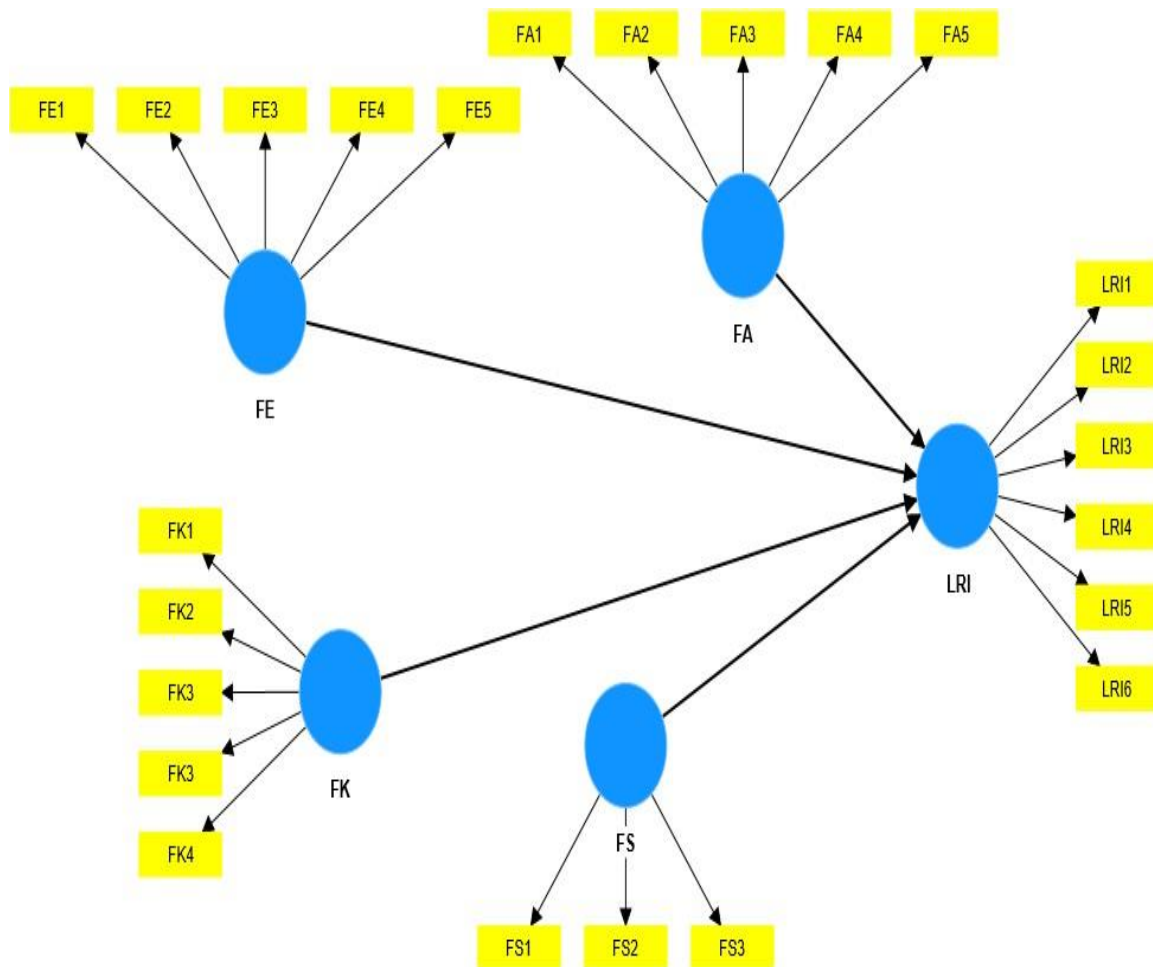 FA1 FA2 FA3 FA4 FA5
FE1 FE2 FE3 FE4 FE5
FA
FE
LRI1
LRI2
LRI3
LRI4
LRI5
LRI6
LRI
FK1
FK2
FK3
FK3
FK4
FK
FS
FS1 FS2 FS3